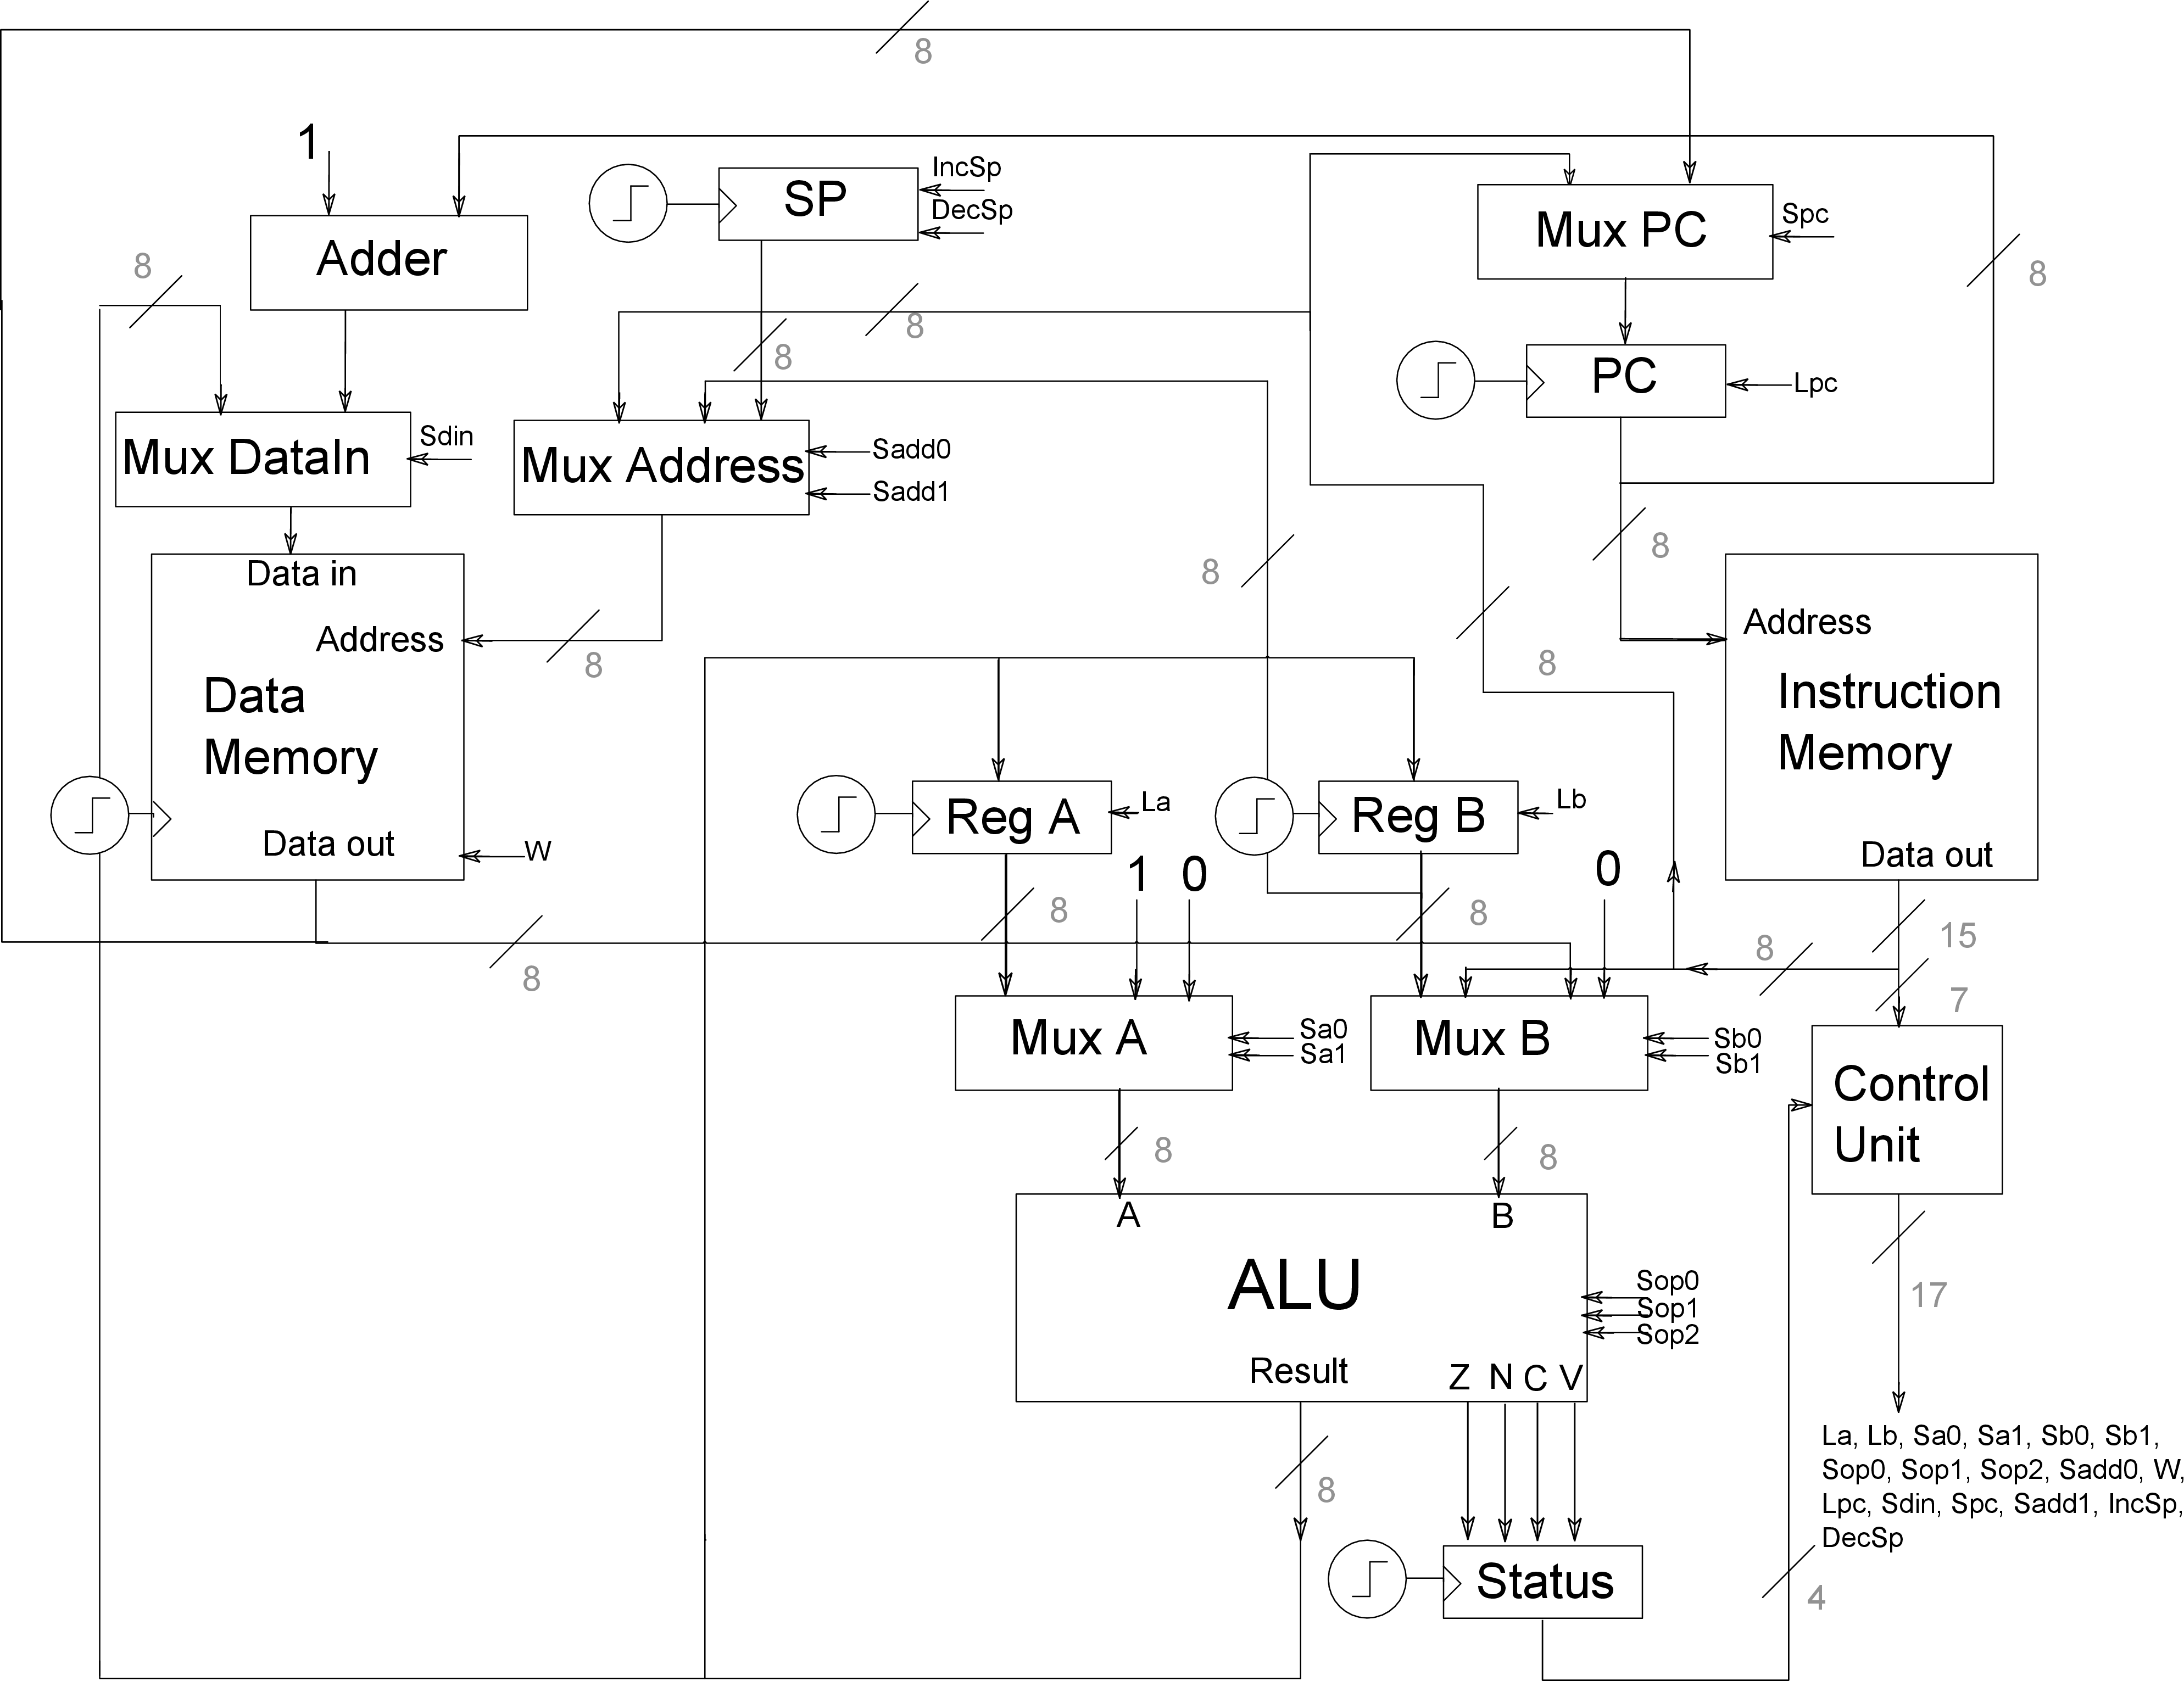 8
1
IncSp
SP
DecSp
Mux PC
Spc
Adder
8
8
8
8
PC
Lpc
Mux DataIn
Sdin
Mux Address
Sadd0
Sadd1
8
8
Data in
Address
8
8
Address
Data
Memory
Instruction
Memory
Reg A
La
Reg B
Lb
Data out
W
Data out
1
0
0
8
8
8
8
15
7
Mux A
Sa0
Sa1
Mux B
Sb0
Sb1
Control
Unit
8
8
A
B
ALU
Sop0
Sop1
Sop2
17
Result
Z
N
C
V
8
La, Lb, Sa0, Sa1, Sb0, Sb1,
Sop0, Sop1, Sop2, Sadd0, W,
Lpc, Sdin, Spc, Sadd1, IncSp,
DecSp
Status
4